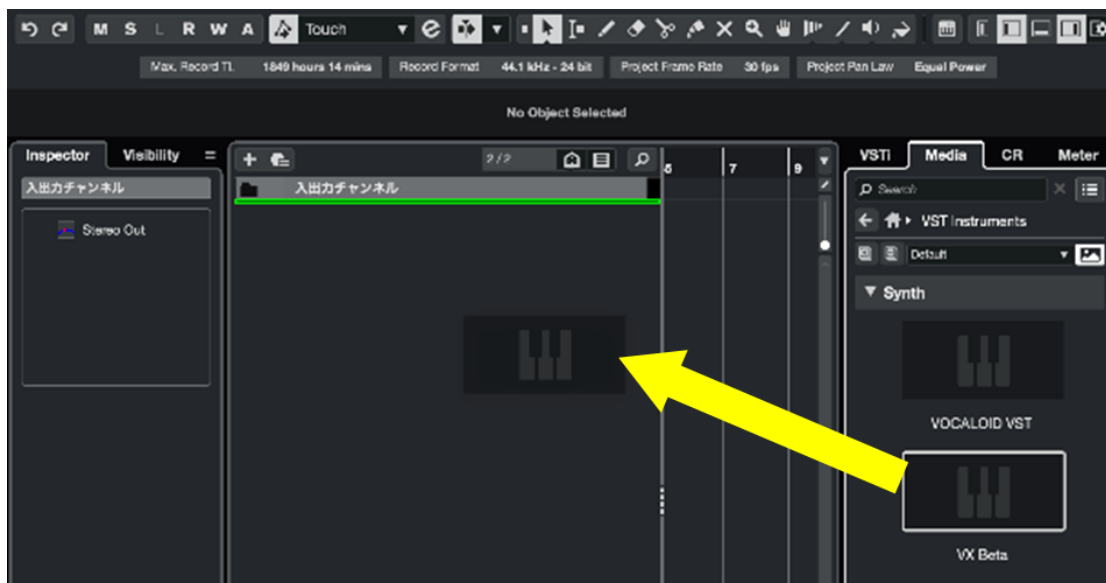 M S L R W A Touch
Max. Record Ti. 1849 hours 14 mins Record Format 44.1 kHz - 24 bit Project Frame Rate 30 fps Project Pan Law Equal Power
No Object Selected
Inspector Visibility
入出力チャンネル
Stereo Out
2/2
入出力チャンネル
5 7 9
VSTi Media CR Meter
Search
VST Instruments
Default
Synth
VOCALOID VST
VX Beta